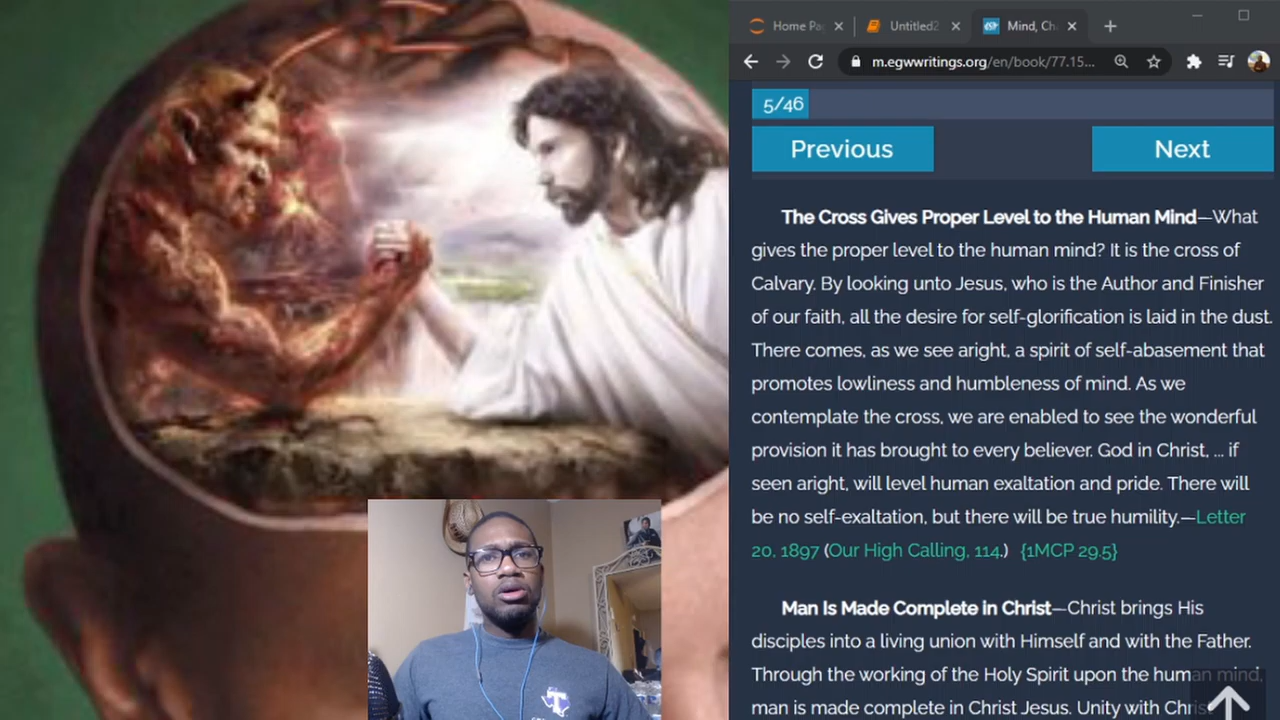 Home Pa
Untitled2
Mind, Ch
m.egwwritings.org/en/book/77.15...
5/46
Previous
Next
The Cross Gives Proper Level to the Human Mind—What
gives the proper level to the human mind? It is the cross of
Calvary. By looking unto Jesus, who is the Author and Finisher
of our faith, all the desire for self-glorification is laid in the dust.
There comes, as we see aright, a spirit of self-abasement that
promotes lowliness and humbleness of mind. As we
contemplate the cross, we are enabled to see the wonderful
provision it has brought to every believer. God in Christ, ... if
seen aright, will level human exaltation and pride. There will
be no self-exaltation, but there will be true humility.—Letter
20, 1897 (Our High Calling, 114.) {1MCP 29.5}
Man Is Made Complete in Christ—Christ brings His
disciples into a living union with Himself and with the Father.
Through the working of the Holy Spirit upon the human mind,
man is made complete in Christ Jesus. Unity with Chris